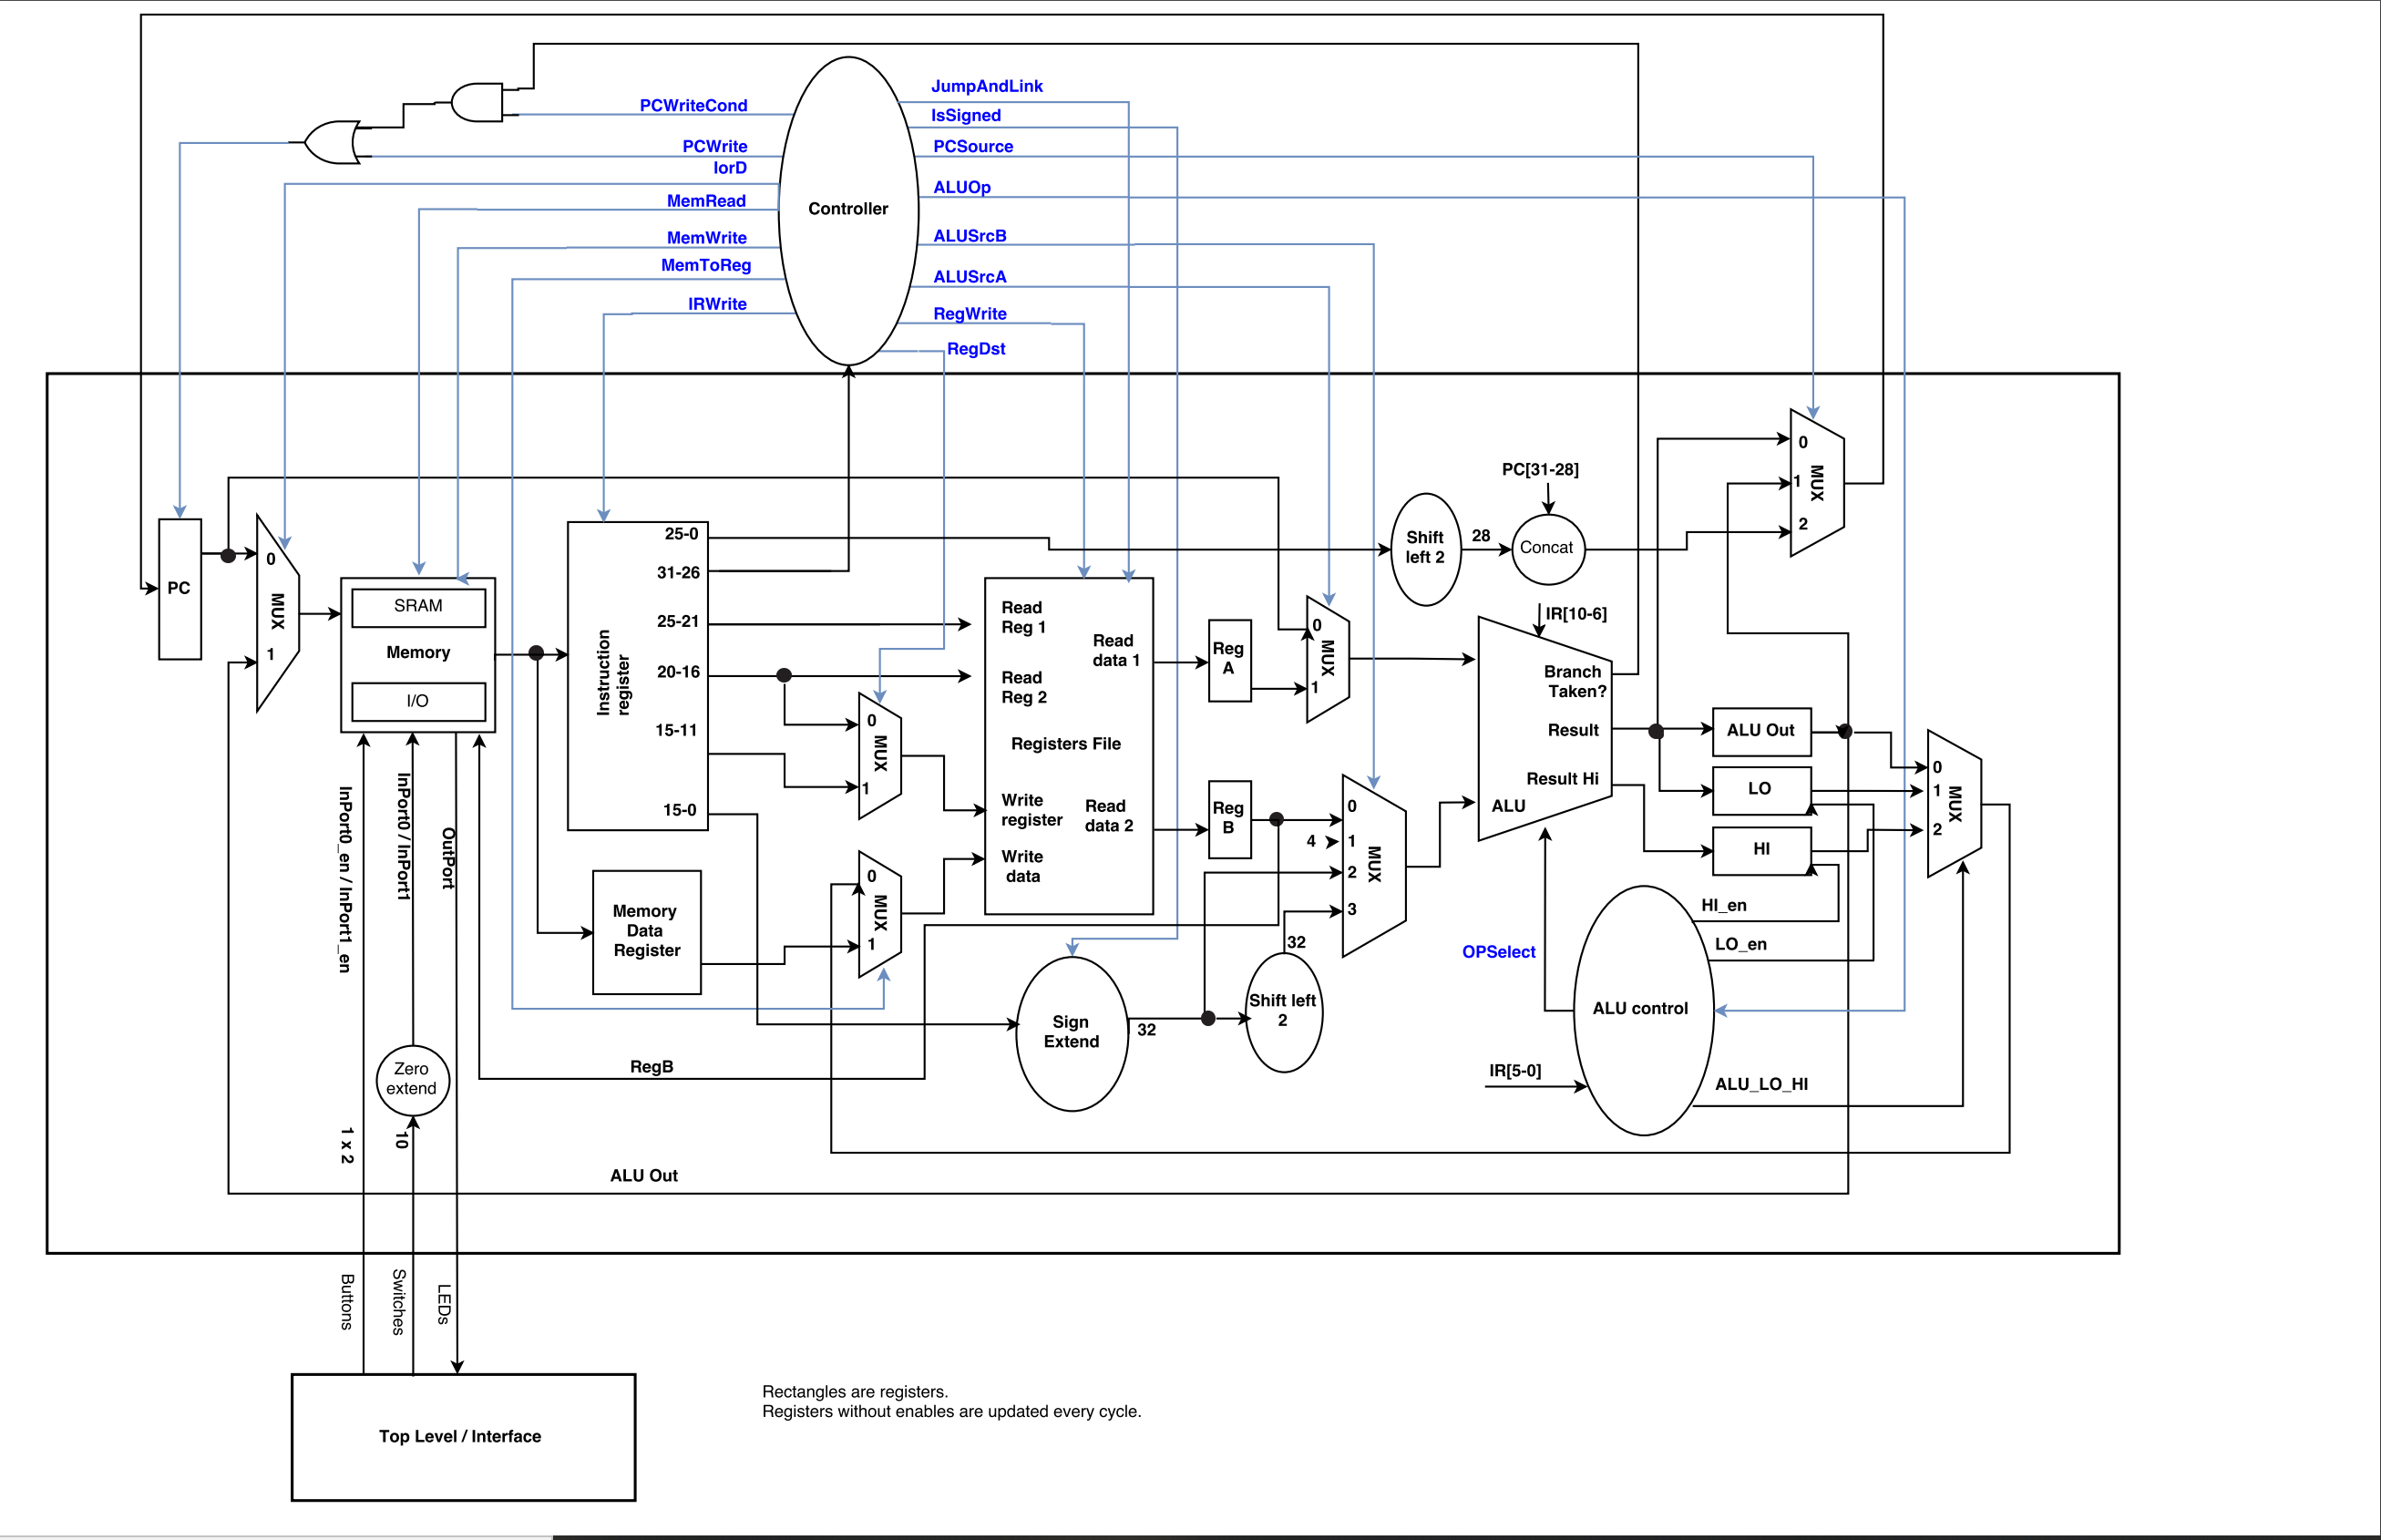 JumpAndLink
PCWriteCond
IsSigned
PCWrite
PCSource
IorD
ALUOp
MemRead
Controller
MemWrite
ALUSrcB
MemToReg
ALUSrcA
IRWrite
RegWrite
RegDst
PC
0
MUX
1
SRAM
Memory
I/O
Instruction
register
25-0
31-26
25-21
20-16
15-11
15-0
0
MUX
1
Memory
Data
Register
0
MUX
1
Read
Reg 1
Read
data 1
Read
Reg 2
Registers File
Write
register
Read
data 2
Write
data
Reg
A
Reg
B
0
MUX
1
0
4
1
2
3
MUX
Sign
Extend
32
Shift left
2
32
Shift
left 2
28
PC[31-28]
Concat
0
1
2
MUX
IR[10-6]
Branch
Taken?
Result
Result Hi
ALU
ALU Out
LO
HI
0
1
2
MUX
HI_en
LO_en
OPSelect
ALU control
IR[5-0]
ALU_LO_HI
RegB
ALU Out
InPort0_en / InPort1_en
InPort0 / InPort1
OutPort
Zero
extend
1 x 2
10
Buttons
Switches
LEDs
Top Level / Interface
Rectangles are registers.
Registers without enables are updated every cycle.